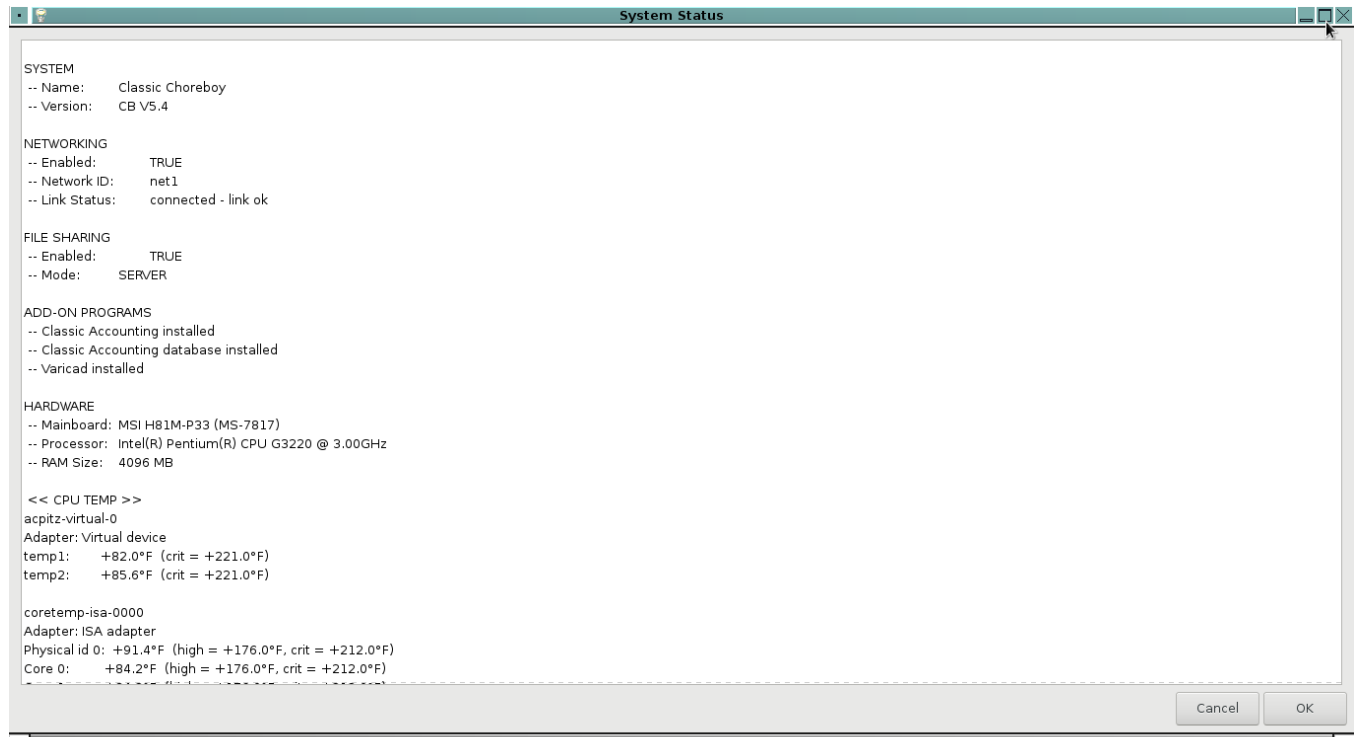 System Status
SYSTEM
-- Name: Classic Choreboy
-- Version: CB V5.4
NETWORKING
-- Enabled: TRUE
-- Network ID: net1
-- Link Status: connected - link ok
FILE SHARING
-- Enabled: TRUE
-- Mode: SERVER
ADD-ON PROGRAMS
-- Classic Accounting installed
-- Classic Accounting database installed
-- Varicad installed
HARDWARE
-- Mainboard: MSI H81M-P33 (MS-7817)
-- Processor: Intel(R) Pentium(R) CPU G3220 @ 3.00GHz
-- RAM Size: 4096 MB
<< CPU TEMP >>
acpitz-virtual-0
Adapter: Virtual device
temp1: +82.0°F (crit = +221.0°F)
temp2: +85.6°F (crit = +221.0°F)
coretemp-isa-0000
Adapter: ISA adapter
Physical id 0: +91.4°F (high = +176.0°F, crit = +212.0°F)
Core 0: +84.2°F (high = +176.0°F, crit = +212.0°F)
Cancel OK